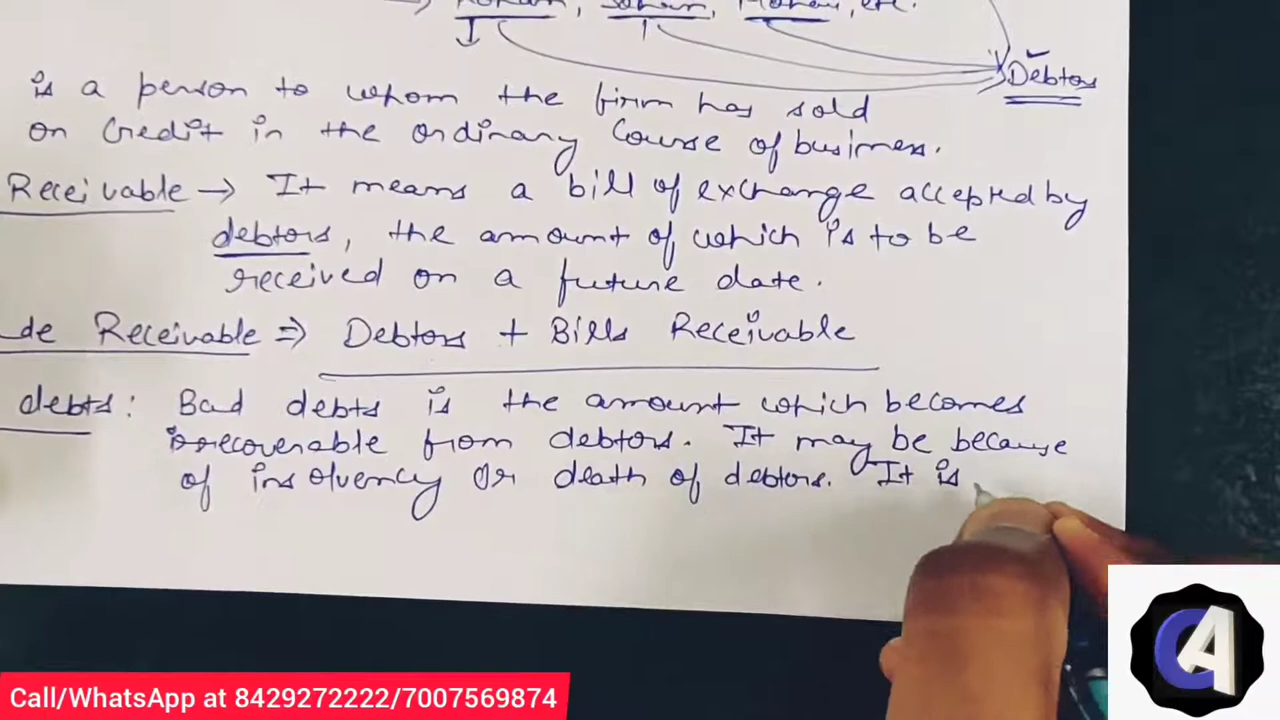 Debtors
is a person to whom the firm has sold
on credit in the ordinary course of business.
Receivable → It means a bill of exchange accepted by
debtors, the amount of which is to be
received on a future date.
de Receivable ⇒ Debtors + Bills Receivable
debts: Bad debts is the amount which becomes
irrecoverable from debtors. It may be because
of insolvency or death of debtors. It is
Call/WhatsApp at 8429272222/7007569874
CA